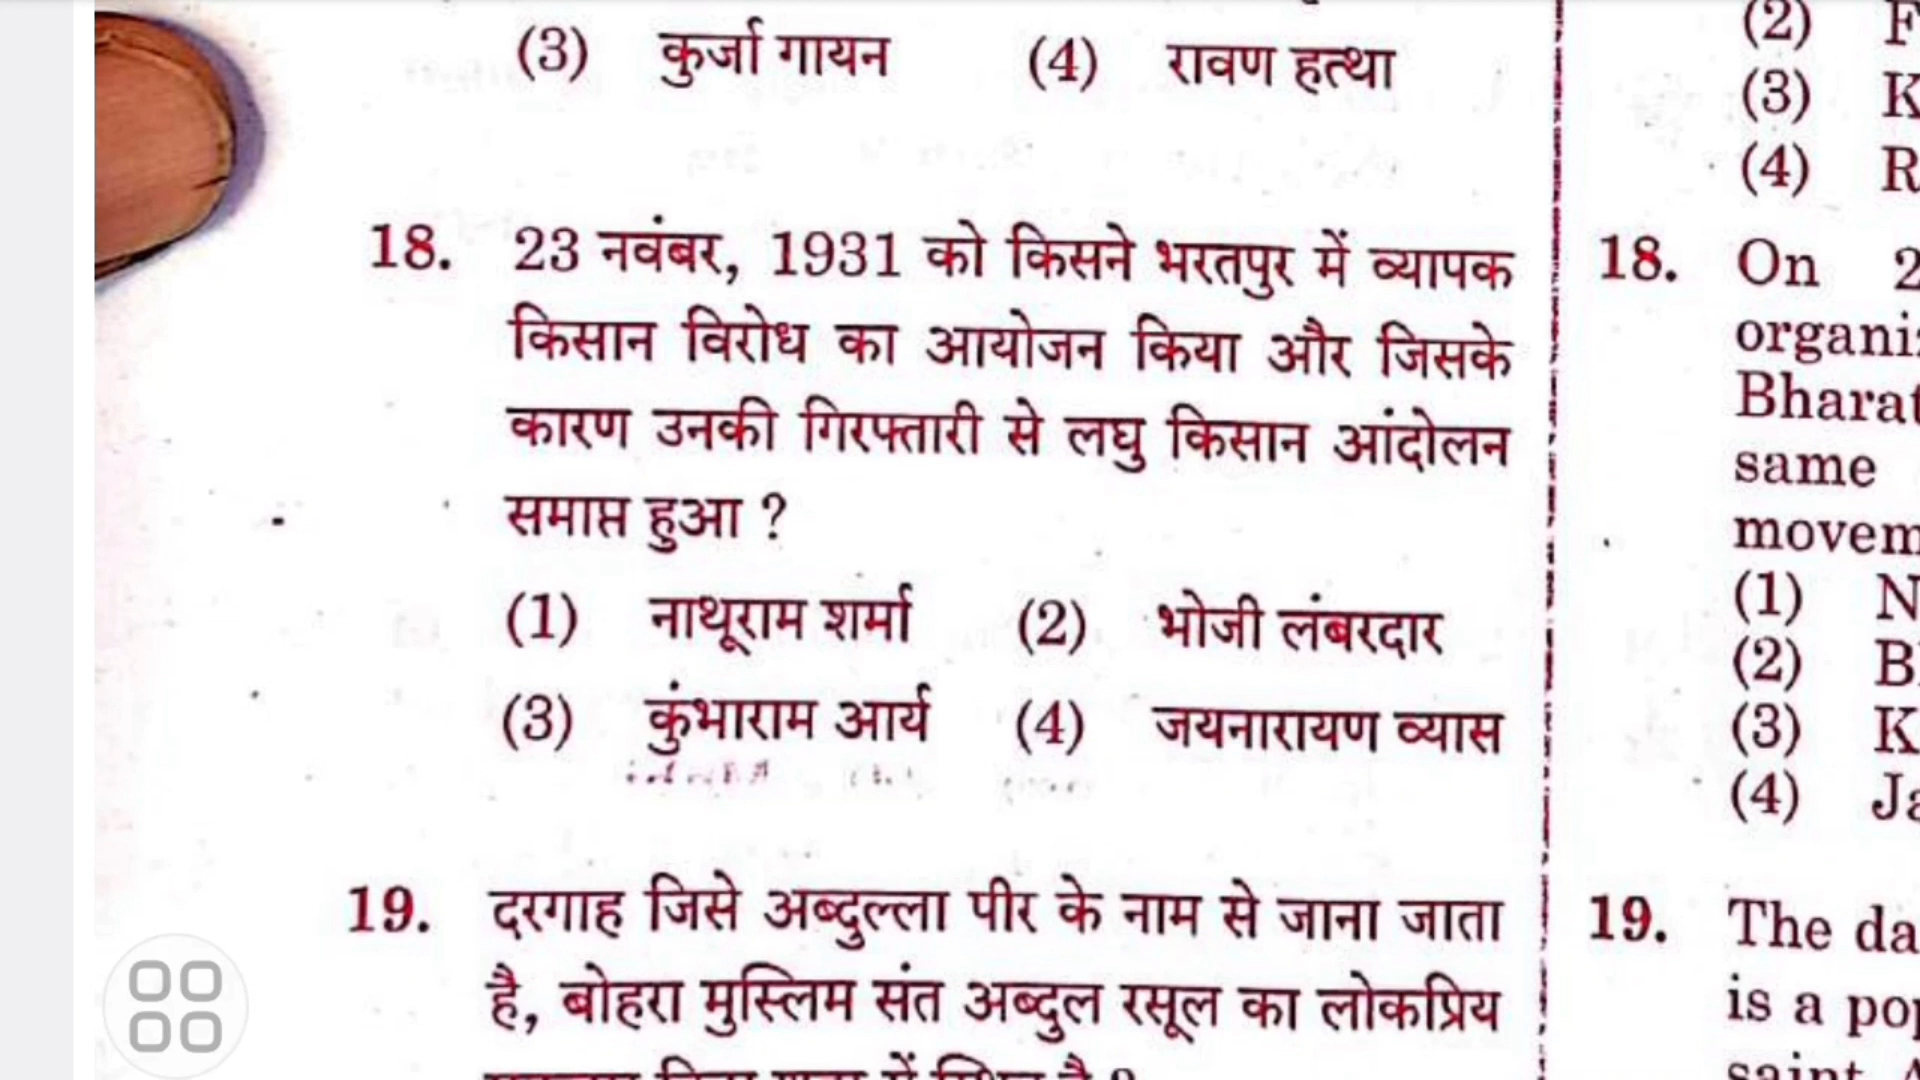 (3) कुर्जा गायन (4) रावण हत्था
18. 23 नवंबर, 1931 को किसने भरतपुर में व्यापक
किसान विरोध का आयोजन किया और जिसके
कारण उनकी गिरफ्तारी से लघु किसान आंदोलन
समाप्त हुआ ?
(1) नाथूराम शर्मा (2) भोजी लंबरदार
(3) कुंभाराम आर्य (4) जयनारायण व्यास
19. दरगाह जिसे अब्दुल्ला पीर के नाम से जाना जाता
है, बोहरा मुस्लिम संत अब्दुल रसूल का लोकप्रिय
(2) F
(3) K
(4) R
18. On 2
organi
Bharat
same
movem
(1) N
(2) B
(3) K
(4) Ja
19. The da
is a pop
saint A